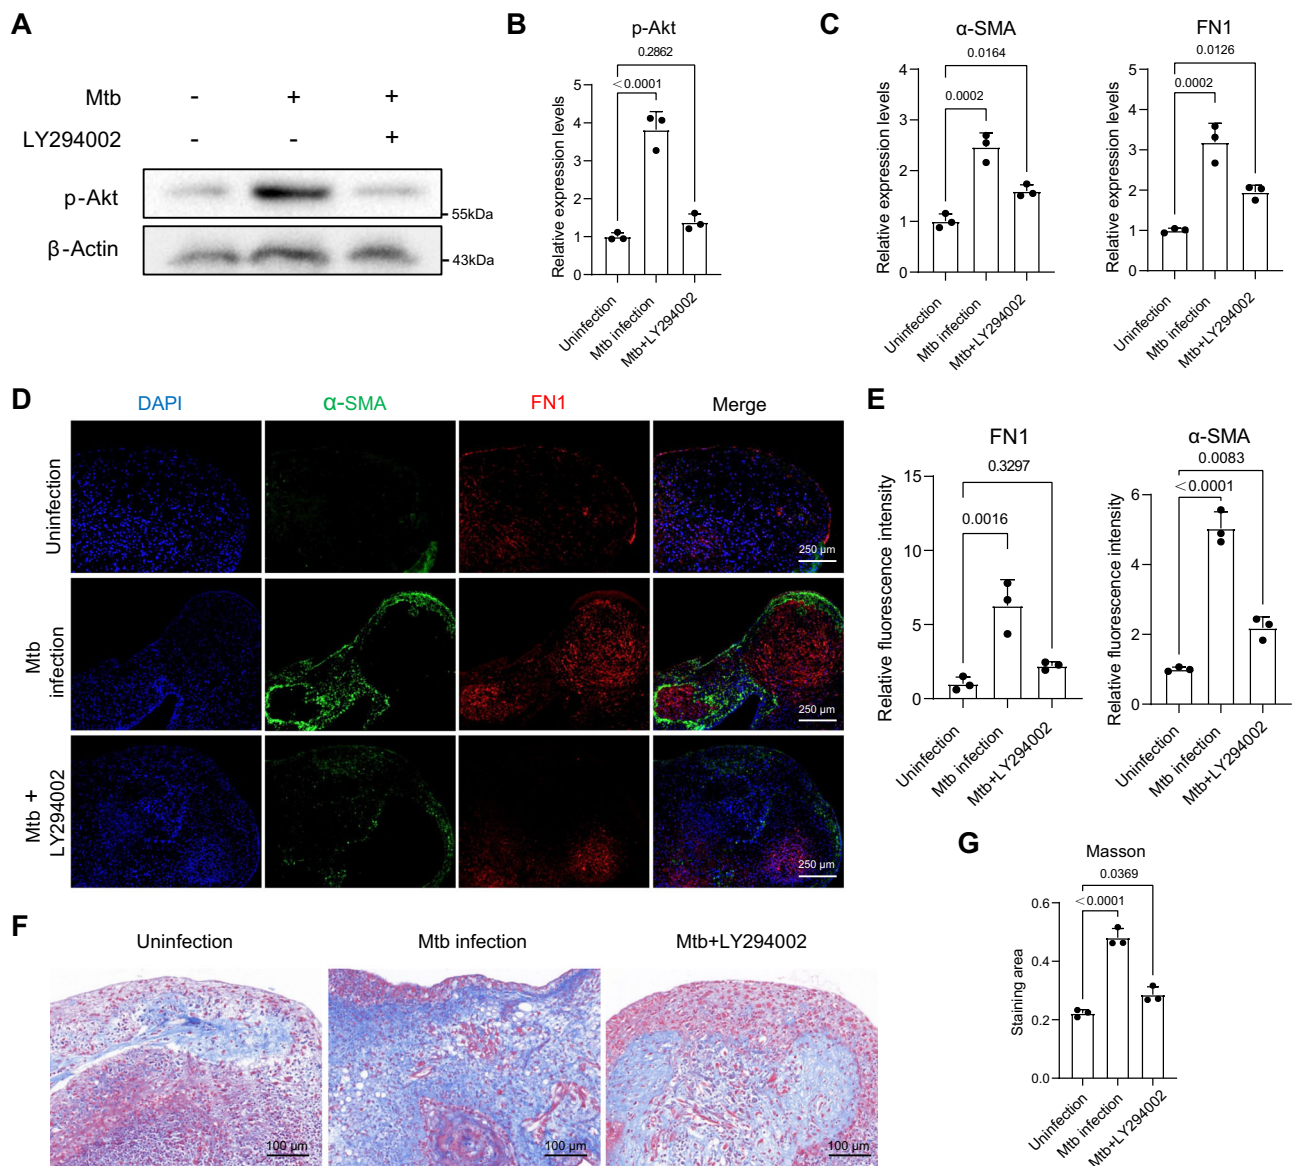 A
Mtb - + +
LY294002 - - +
p-Akt
55kDa
β-Actin
43kDa
B
p-Akt
0.2862
<0.0001
Relative expression levels
5
4
3
2
1
0
Uninfection
Mtb infection
Mtb+LY294002
C
α-SMA
0.0164
0.0002
Relative expression levels
4
3
2
1
0
Uninfection
Mtb infection
Mtb+LY294002
FN1
0.0126
0.0002
Relative expression levels
5
4
3
2
1
0
Uninfection
Mtb infection
Mtb+LY294002
D
DAPI α-SMA FN1 Merge
Uninfection
250 µm
Mtb
infection
250 µm
Mtb +
LY294002
250 µm
E
FN1
0.3297
0.0016
Relative fluorescence intensity
15
10
5
0
Uninfection
Mtb infection
Mtb+LY294002
α-SMA
0.0083
<0.0001
Relative fluorescence intensity
6
4
2
0
Uninfection
Mtb infection
Mtb+LY294002
F
Uninfection Mtb infection Mtb+LY294002
100 µm 100 µm 100 µm
G
Masson
0.0369
<0.0001
Staining area
0.6
0.4
0.2
0.0
Uninfection
Mtb infection
Mtb+LY294002